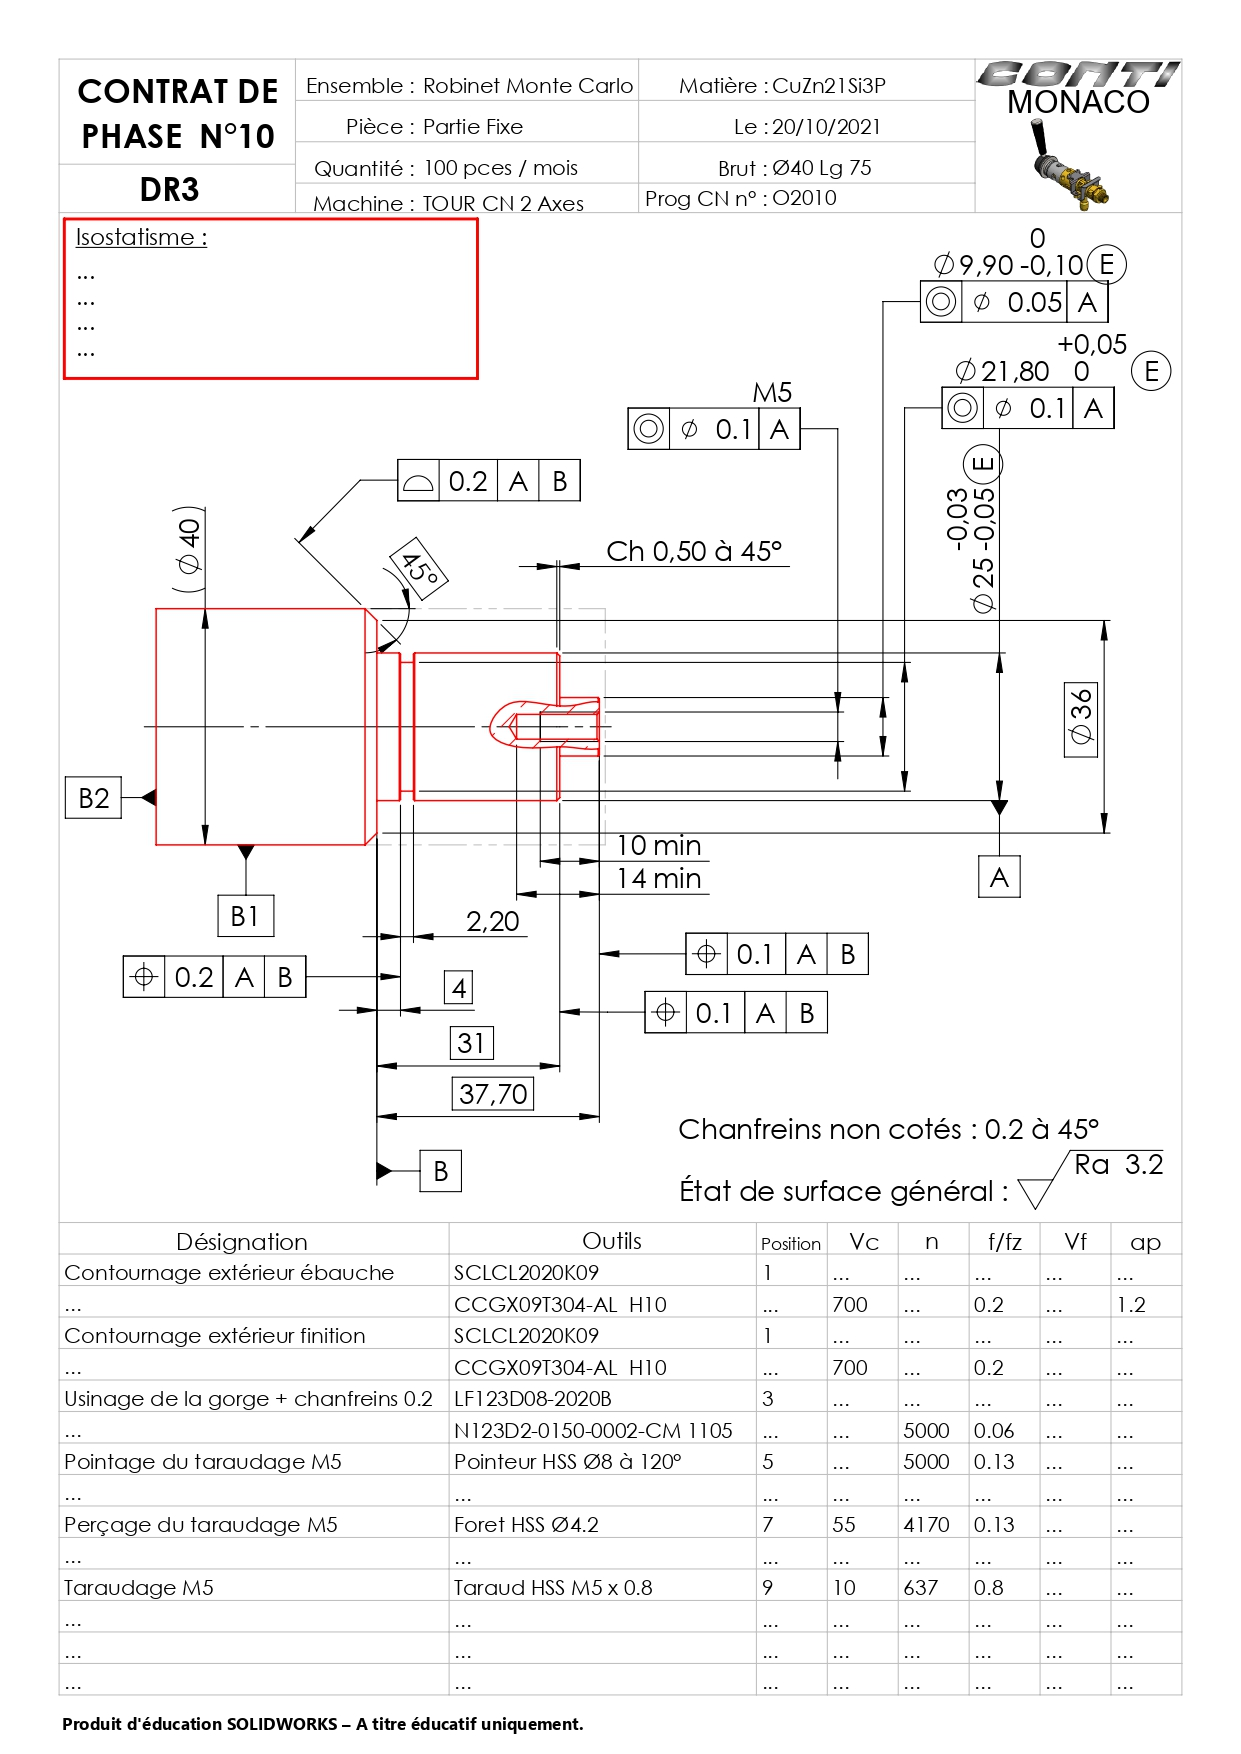 CONTRAT DE
PHASE N°10
DR3
Ensemble : Robinet Monte Carlo
Pièce : Partie Fixe
Quantité : 100 pces / mois
Machine : TOUR CN 2 Axes
Matière : CuZn21Si3P
Le : 20/10/2021
Brut : Ø40 Lg 75
Prog CN n° : O2010
CONTI
MONACO
Isostatisme :
...
...
...
...
0
Ø9,90 -0,10 E
Ø 0.05 A
+0,05
Ø21,80 0 E
Ø 0.1 A
M5
Ø 0.1 A
0.2 A B
-0,03
Ø25 -0,05 E
(Ø40)
45°
Ch 0,50 à 45°
Ø36
B2
B1
10 min
14 min
A
2,20
0.1 A B
0.2 A B
4
0.1 A B
31
37,70
B
Chanfreins non cotés : 0.2 à 45°
Ra 3.2
État de surface général :
Désignation Outils Position Vc n f/fz Vf ap
Contournage extérieur ébauche SCLCL2020K09 1 ... ... ... ... ...
... CCGX09T304-AL H10 ... 700 ... 0.2 ... 1.2
Contournage extérieur finition SCLCL2020K09 1 ... ... ... ... ...
... CCGX09T304-AL H10 ... 700 ... 0.2 ... ...
Usinage de la gorge + chanfreins 0.2 LF123D08-2020B 3 ... ... ... ... ...
... N123D2-0150-0002-CM 1105 ... ... 5000 0.06 ... ...
Pointage du taraudage M5 Pointeur HSS Ø8 à 120° 5 ... 5000 0.13 ... ...
... ... ... ... ... ... ... ...
Perçage du taraudage M5 Foret HSS Ø4.2 7 55 4170 0.13 ... ...
... ... ... ... ... ... ... ...
Taraudage M5 Taraud HSS M5 x 0.8 9 10 637 0.8 ... ...
... ... ... ... ... ... ... ...
... ... ... ... ... ... ... ...
... ... ... ... ... ... ... ...
Produit d'éducation SOLIDWORKS – A titre éducatif uniquement.